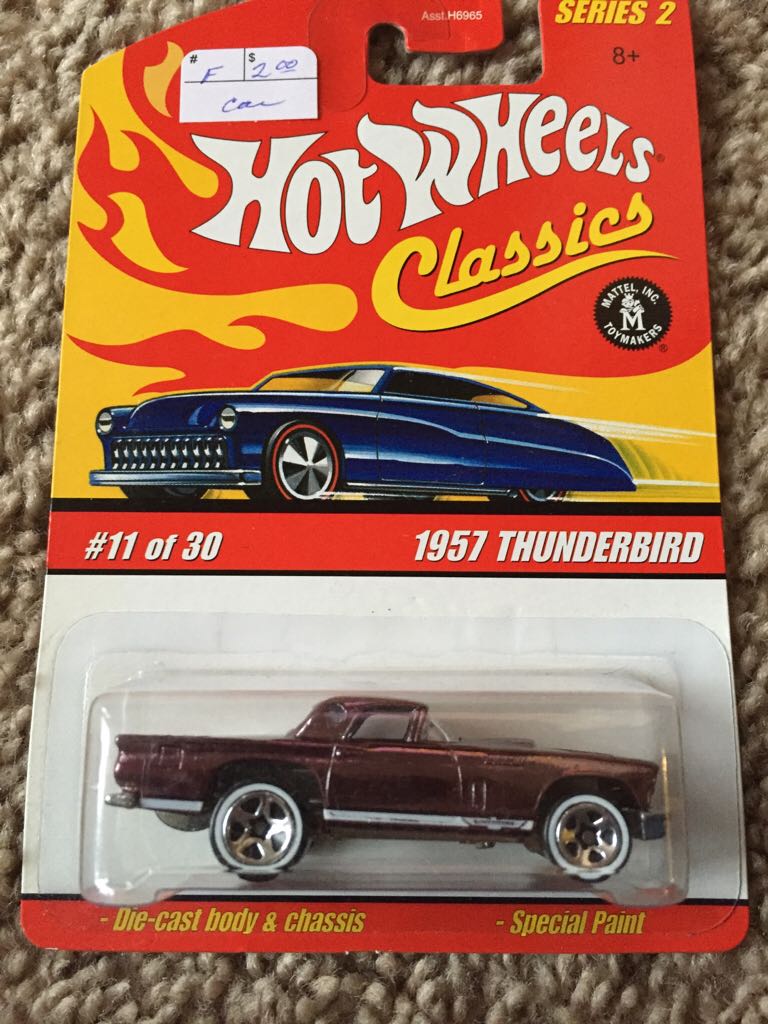 Asst.H6965
SERIES 2
8+
# F $ 2.00
Car
HOT WHEELS®
Classics
MATTEL, INC.
M
TOYMAKERS
®
#11 of 30
1957 THUNDERBIRD
- Die-cast body & chassis
- Special Paint